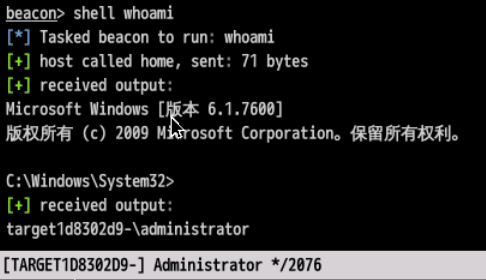 beacon> shell whoami
[*] Tasked beacon to run: whoami
[+] host called home, sent: 71 bytes
[+] received output:
Microsoft Windows [版本 6.1.7600]
版权所有 (c) 2009 Microsoft Corporation。保留所有权利。
C:\Windows\System32>
[+] received output:
target1d8302d9-\administrator
[TARGET1D8302D9-] Administrator */2076